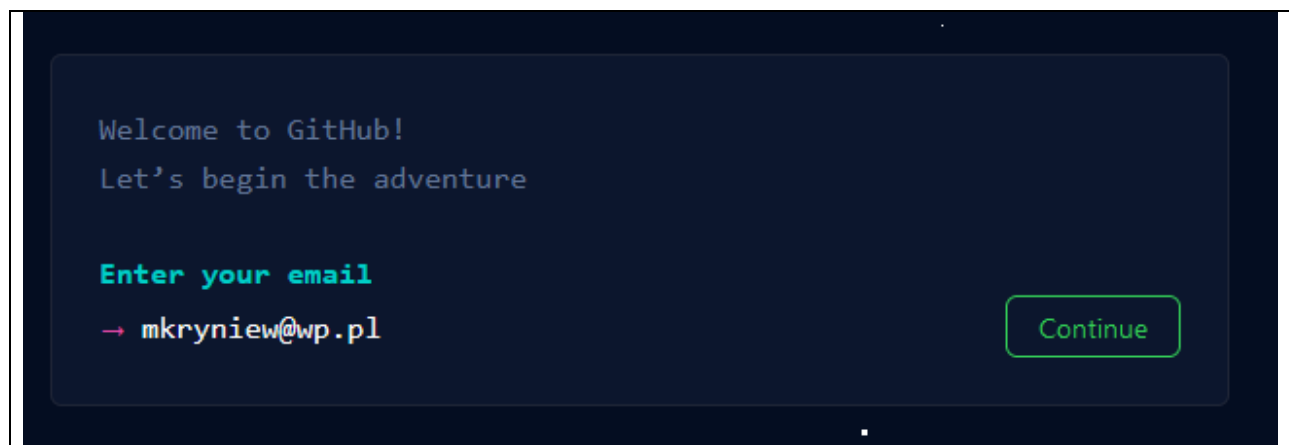 Welcome to GitHub!
Let’s begin the adventure
Enter your email
→ mkryniew@wp.pl
Continue